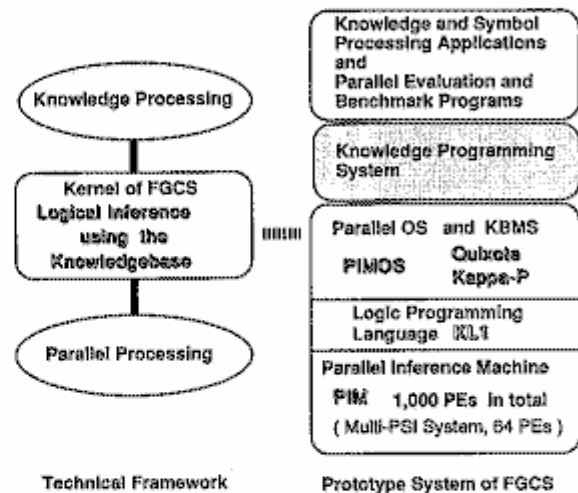 Knowledge Processing
Kernel of FGCS
Logical Inference
using the
Knowledgebase
Parallel Processing
Technical Framework
Knowledge and Symbol
Processing Applications
and
Parallel Evaluation and
Benchmark Programs
Knowledge Programming
System
Parallel OS and KBMS
PIMOS Quixote
Kappa-P
Logic Programming
Language KL1
Parallel Inference Machine
PIM 1,000 PEs in total
( Multi-PSI System, 64 PEs )
Prototype System of FGCS